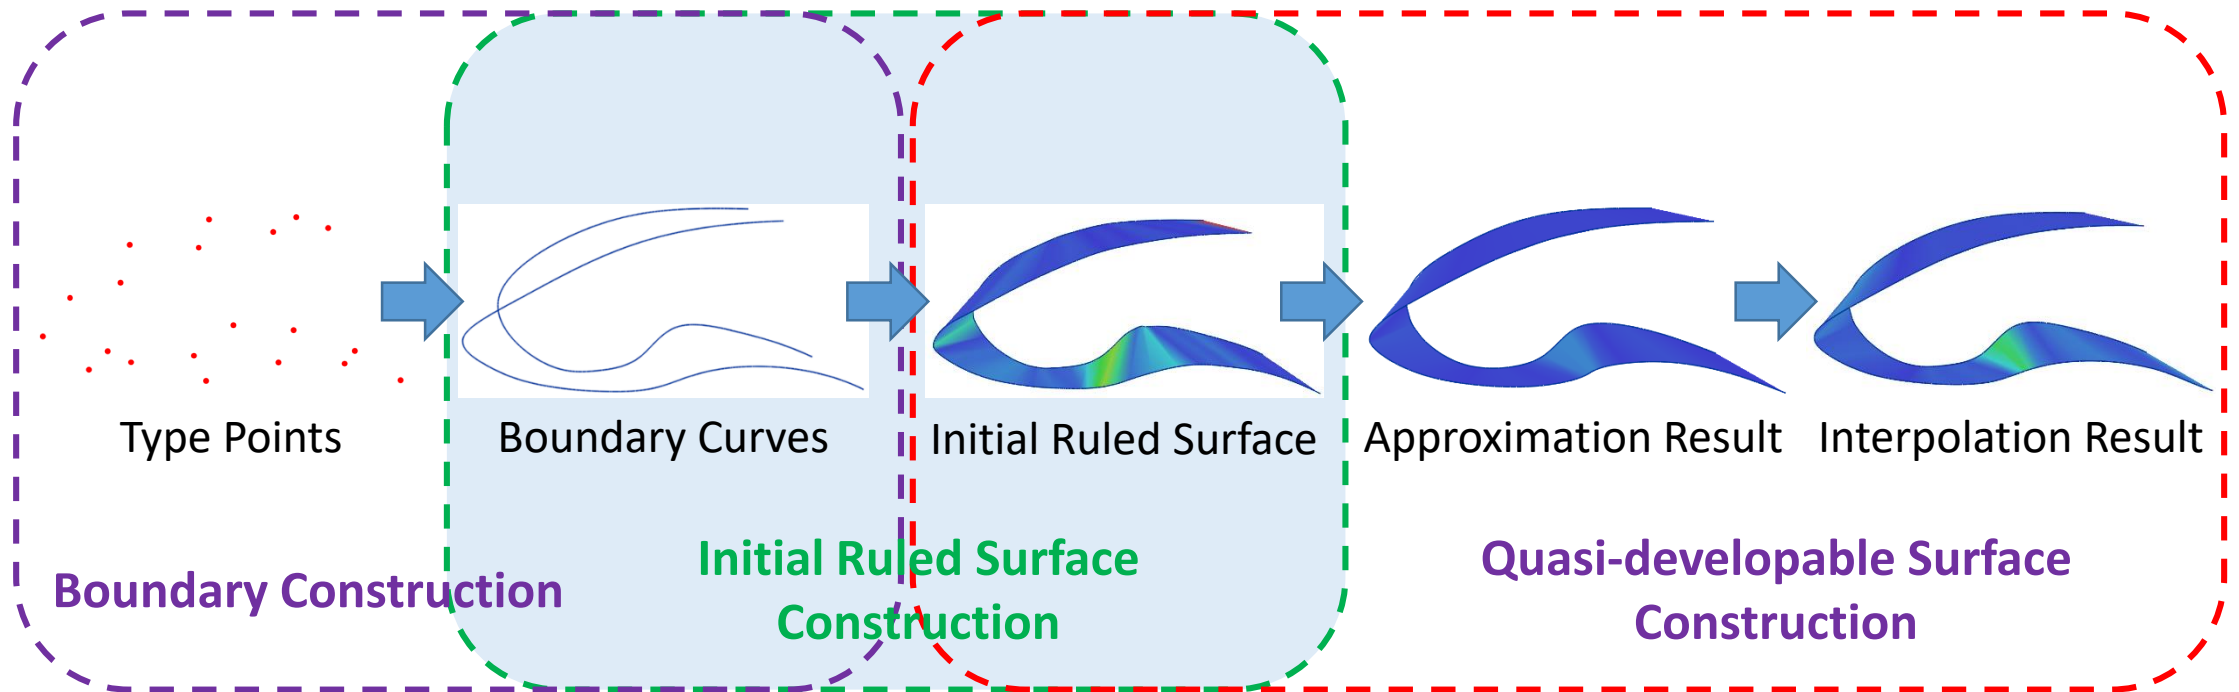 Type Points
Boundary Curves
Initial Ruled Surface
Approximation Result
Interpolation Result
Boundary Construction
Initial Ruled Surface
Construction
Quasi-developable Surface
Construction